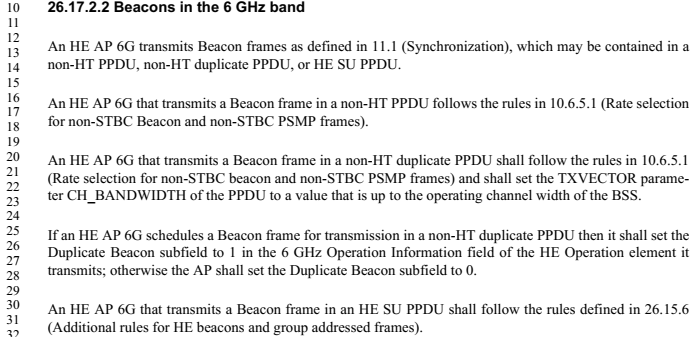 10 26.17.2.2 Beacons in the 6 GHz band
11
12 An HE AP 6G transmits Beacon frames as defined in 11.1 (Synchronization), which may be contained in a
13
14 non-HT PPDU, non-HT duplicate PPDU, or HE SU PPDU.
15
16 An HE AP 6G that transmits a Beacon frame in a non-HT PPDU follows the rules in 10.6.5.1 (Rate selection
17
18 for non-STBC Beacon and non-STBC PSMP frames).
19
20 An HE AP 6G that transmits a Beacon frame in a non-HT duplicate PPDU shall follow the rules in 10.6.5.1
21 (Rate selection for non-STBC beacon and non-STBC PSMP frames) and shall set the TXVECTOR parame-
22
23 ter CH_BANDWIDTH of the PPDU to a value that is up to the operating channel width of the BSS.
24
25 If an HE AP 6G schedules a Beacon frame for transmission in a non-HT duplicate PPDU then it shall set the
26
27 Duplicate Beacon subfield to 1 in the 6 GHz Operation Information field of the HE Operation element it
28 transmits; otherwise the AP shall set the Duplicate Beacon subfield to 0.
29
30 An HE AP 6G that transmits a Beacon frame in an HE SU PPDU shall follow the rules defined in 26.15.6
31
32 (Additional rules for HE beacons and group addressed frames).